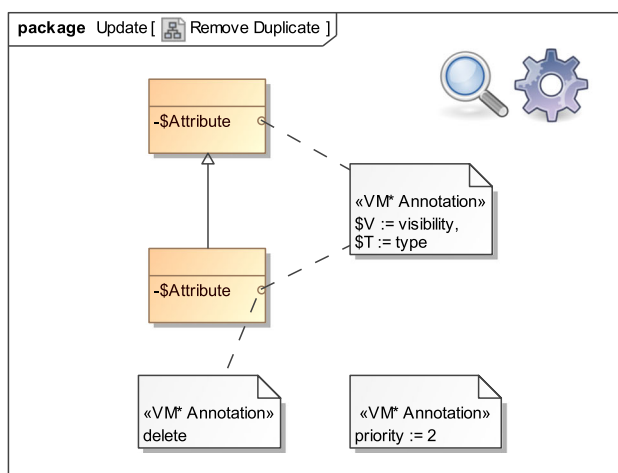 package Update [ Remove Duplicate ]
-$Attribute
«VM* Annotation»
$V := visibility,
$T := type
-$Attribute
«VM* Annotation»
delete
«VM* Annotation»
priority := 2